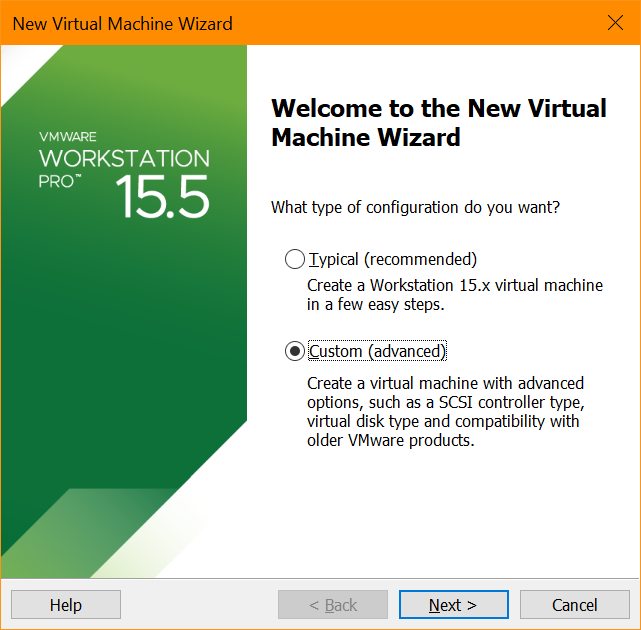 New Virtual Machine Wizard
VMWARE
WORKSTATION
PRO™
15.5
Welcome to the New Virtual
Machine Wizard
What type of configuration do you want?
Typical (recommended)
Create a Workstation 15.x virtual machine
in a few easy steps.
Custom (advanced)
Create a virtual machine with advanced
options, such as a SCSI controller type,
virtual disk type and compatibility with
older VMware products.
Help
< Back
Next >
Cancel